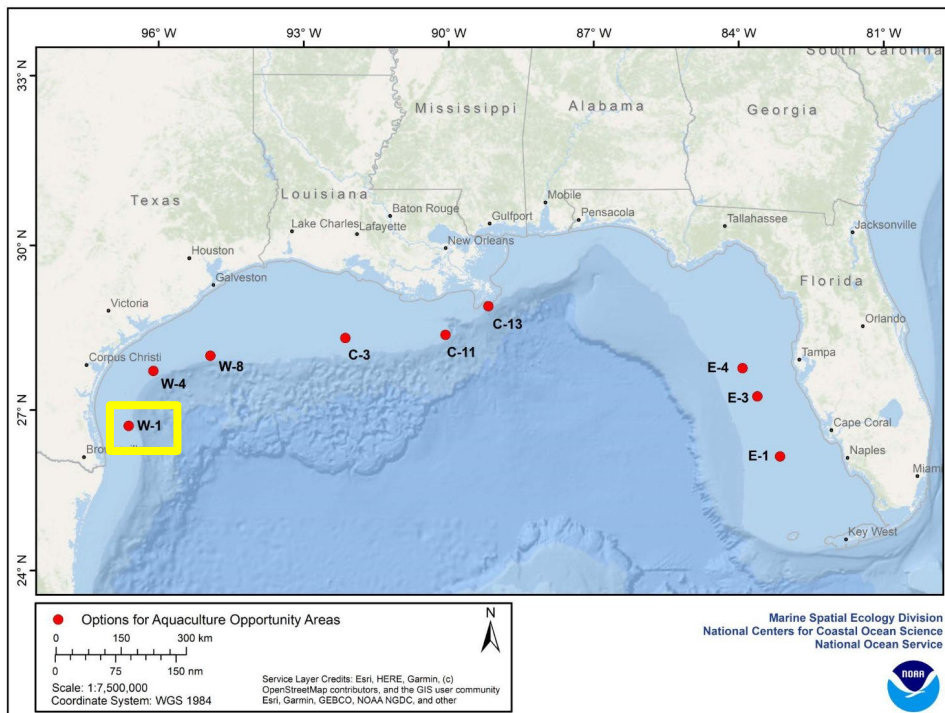 96° W 93° W 90° W 87° W 84° W 81° W
33° N
30° N
27° N
24° N
South Carolina
Mississippi
Alabama
Georgia
Texas
Louisiana
Florida
Mobile
Baton Rouge
Gulfport
Pensacola
Tallahassee
Lake Charles
Lafayette
Jacksonville
New Orleans
Houston
Galveston
Victoria
Orlando
Corpus Christi
Tampa
Cape Coral
Naples
Miami
Key West
C-13
C-3
C-11
W-8
W-4
E-4
E-3
W-1
E-1
Options for Aquaculture Opportunity Areas
N
0 150 300 km
0 75 150 nm
Scale: 1:7,500,000
Coordinate System: WGS 1984
Service Layer Credits: Esri, HERE, Garmin, (c)
OpenStreetMap contributors, and the GIS user community
Esri, Garmin, GEBCO, NOAA NGDC, and other
Marine Spatial Ecology Division
National Centers for Coastal Ocean Science
National Ocean Service
NOAA